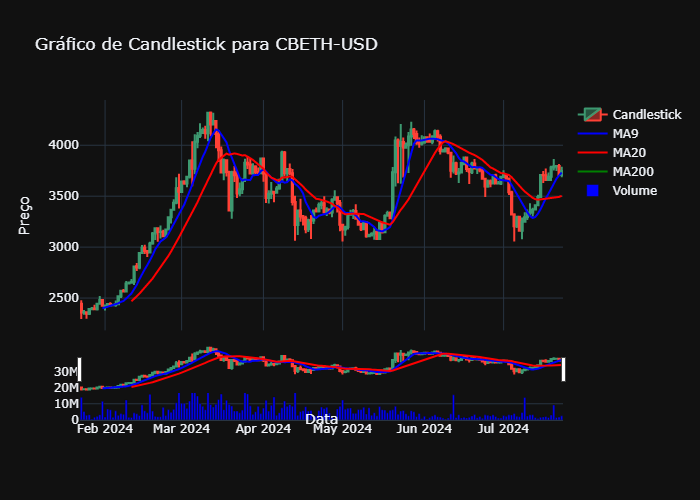 Gráfico de Candlestick para CBETH-USD
Candlestick
MA9
MA20
MA200
Volume
Preço
4000
3500
3000
2500
30M
20M
10M
0
Feb 2024 Mar 2024 Apr 2024 May 2024 Jun 2024 Jul 2024
Data